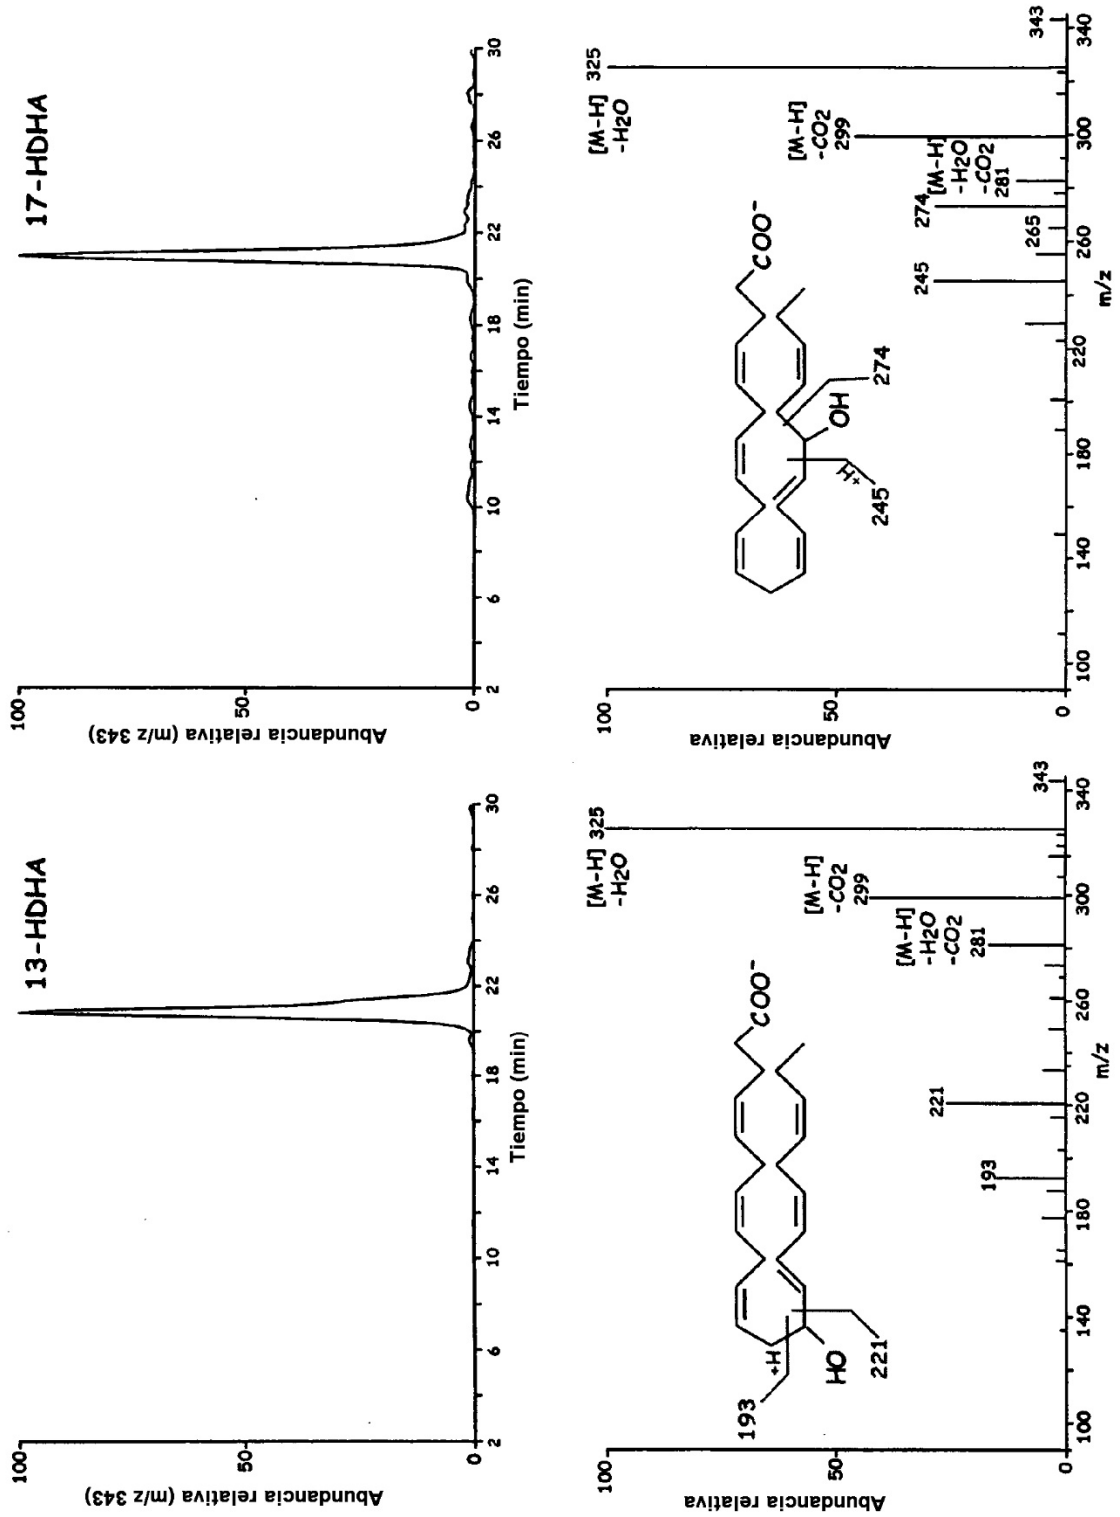 13-HDHA
Abundancia relativa (m/z 343)
100
50
0
2
6
10
14
18
22
26
30
Tiempo (min)
17-HDHA
Abundancia relativa (m/z 343)
100
50
0
2
6
10
14
18
22
26
30
Tiempo (min)
Abundancia relativa
100
50
0
[M-H] 325
-H2O
[M-H]
-CO2
299
[M-H]
-H2O
-CO2
281
343
221
193
COO-
HO
+H
193
221
100
140
180
220
260
300
340
m/z
Abundancia relativa
100
50
0
[M-H] 325
-H2O
[M-H]
-CO2
299
[M-H]
-H2O
-CO2
281
343
274
265
245
COO-
OH
H+
245
274
100
140
180
220
260
300
340
m/z